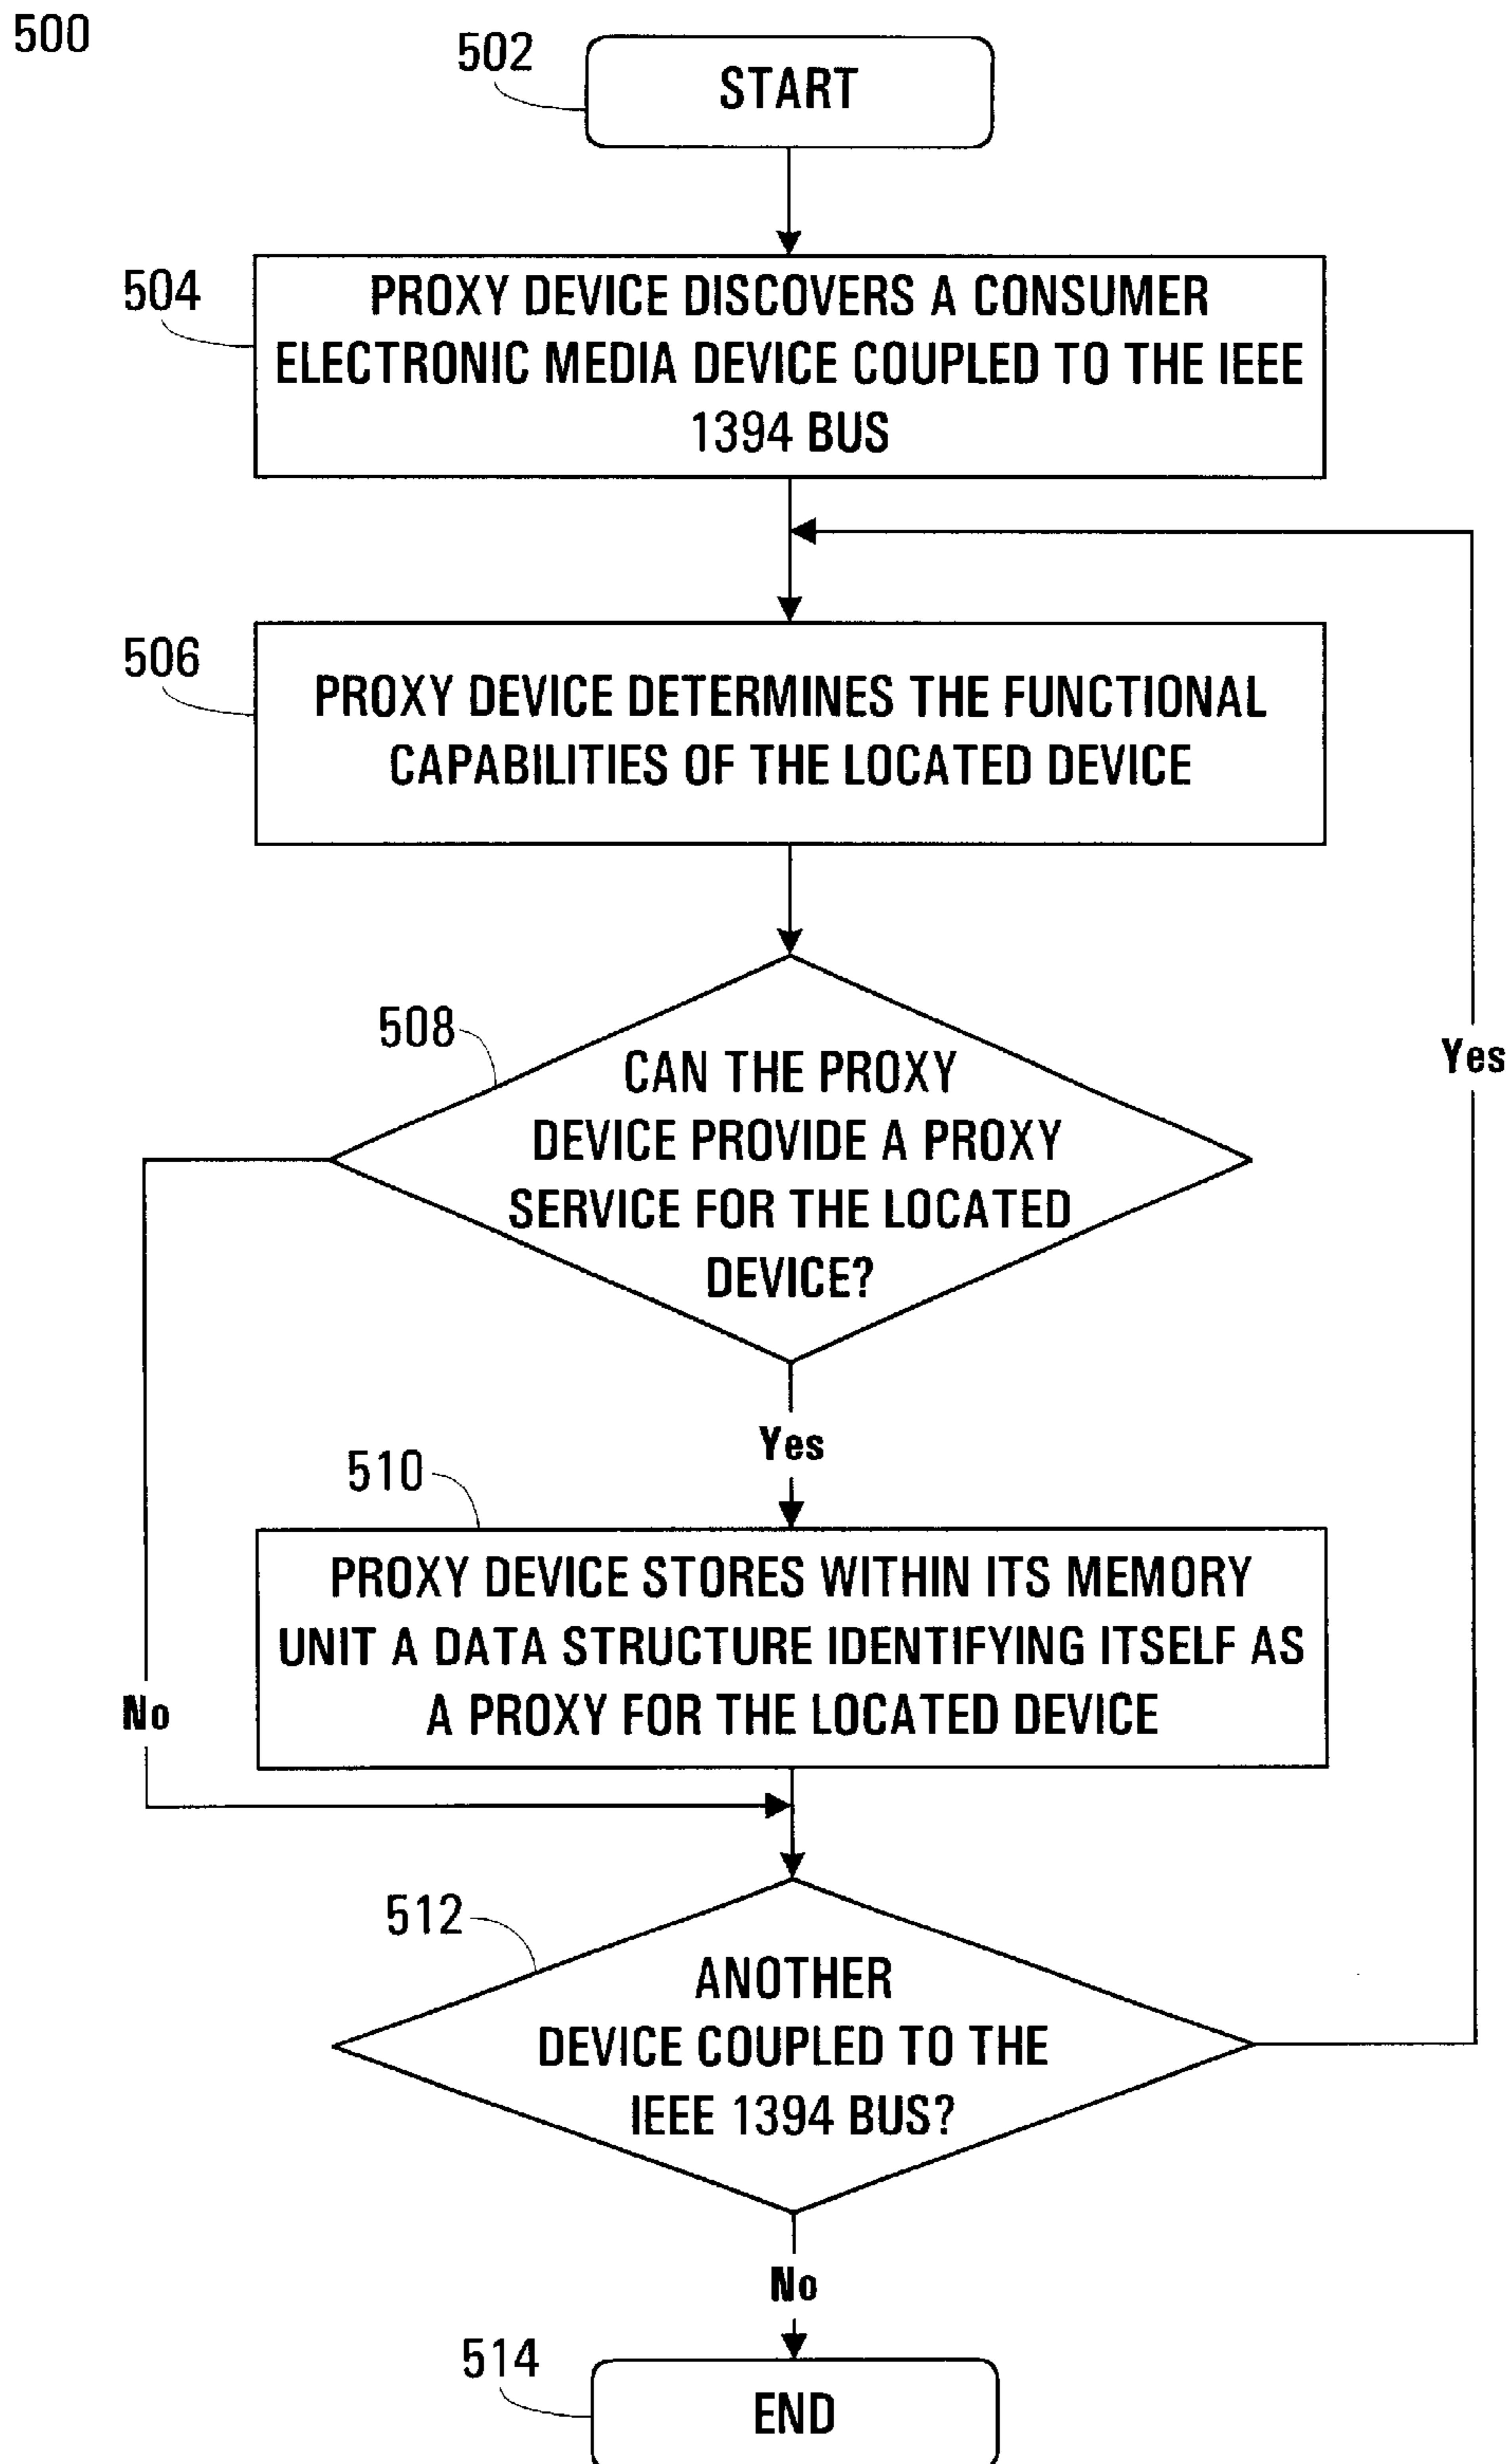 500
502
START
504
PROXY DEVICE DISCOVERS A CONSUMER
ELECTRONIC MEDIA DEVICE COUPLED TO THE IEEE
1394 BUS
506
PROXY DEVICE DETERMINES THE FUNCTIONAL
CAPABILITIES OF THE LOCATED DEVICE
508
CAN THE PROXY
DEVICE PROVIDE A PROXY
SERVICE FOR THE LOCATED
DEVICE?
Yes
Yes
510
PROXY DEVICE STORES WITHIN ITS MEMORY
UNIT A DATA STRUCTURE IDENTIFYING ITSELF AS
A PROXY FOR THE LOCATED DEVICE
No
512
ANOTHER
DEVICE COUPLED TO THE
IEEE 1394 BUS?
No
514
END